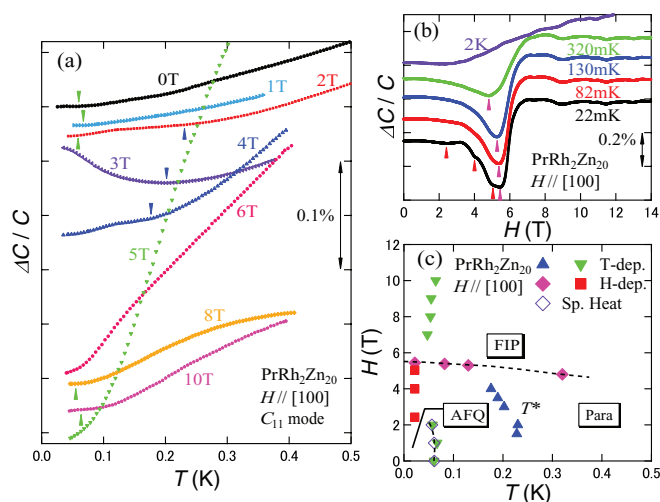 (a)
0T
1T
2T
3T
4T
5T
6T
8T
10T
0.1%
PrRh₂Zn₂₀
H // [100]
C₁₁ mode
ΔC / C
0.0 0.1 0.2 0.3 0.4 0.5
T (K)
(b)
2K
320mK
130mK
82mK
22mK
0.2%
PrRh₂Zn₂₀
H // [100]
ΔC / C
0 2 4 6 8 10 12 14
H (T)
(c)
PrRh₂Zn₂₀
H // [100]
T-dep.
H-dep.
Sp. Heat
FIP
AFQ
T*
Para
H (T)
12
10
8
6
4
2
0
0.0 0.1 0.2 0.3 0.4 0.5
T (K)